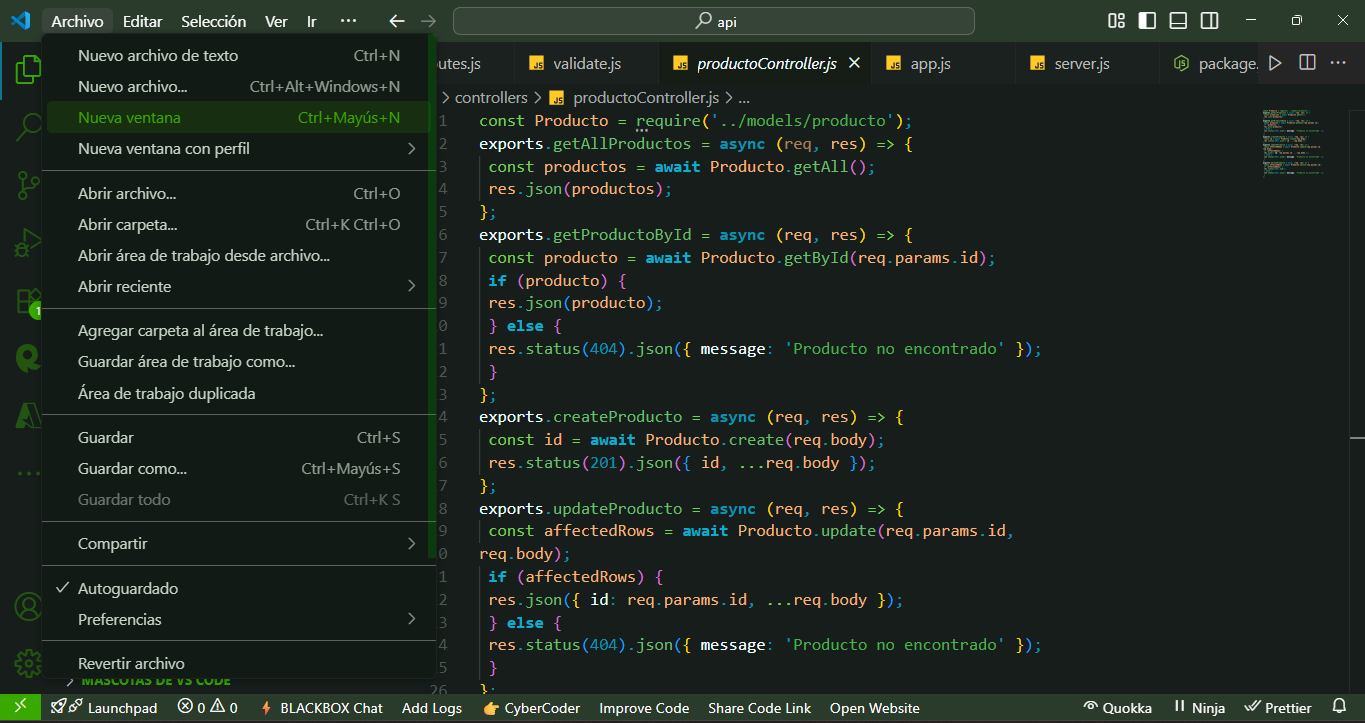 Archivo Editar Selección Ver Ir ··· api
Nuevo archivo de texto Ctrl+N
Nuevo archivo... Ctrl+Alt+Windows+N
Nueva ventana Ctrl+Mayús+N
Nueva ventana con perfil
Abrir archivo... Ctrl+O
Abrir carpeta... Ctrl+K Ctrl+O
Abrir área de trabajo desde archivo...
Abrir reciente
Agregar carpeta al área de trabajo...
Guardar área de trabajo como...
Área de trabajo duplicada
Guardar Ctrl+S
Guardar como... Ctrl+Mayús+S
Guardar todo Ctrl+K S
Compartir
Autoguardado
Preferencias
Revertir archivo
MASCOTAS DE VS CODE
1
utes.js JS validate.js JS productoController.js JS app.js JS server.js package. ···
controllers > JS productoController.js > ...
1 const Producto = require('../models/producto');
2 exports.getAllProductos = async (req, res) => {
3 const productos = await Producto.getAll();
4 res.json(productos);
5 };
6 exports.getProductoById = async (req, res) => {
7 const producto = await Producto.getById(req.params.id);
8 if (producto) {
9 res.json(producto);
0 } else {
1 res.status(404).json({ message: 'Producto no encontrado' });
2 }
3 };
4 exports.createProducto = async (req, res) => {
5 const id = await Producto.create(req.body);
6 res.status(201).json({ id, ...req.body });
7 };
8 exports.updateProducto = async (req, res) => {
9 const affectedRows = await Producto.update(req.params.id,
0 req.body);
1 if (affectedRows) {
2 res.json({ id: req.params.id, ...req.body });
3 } else {
4 res.status(404).json({ message: 'Producto no encontrado' });
5 }
26 };
Launchpad 0 0 BLACKBOX Chat Add Logs CyberCoder Improve Code Share Code Link Open Website Quokka Ninja Prettier